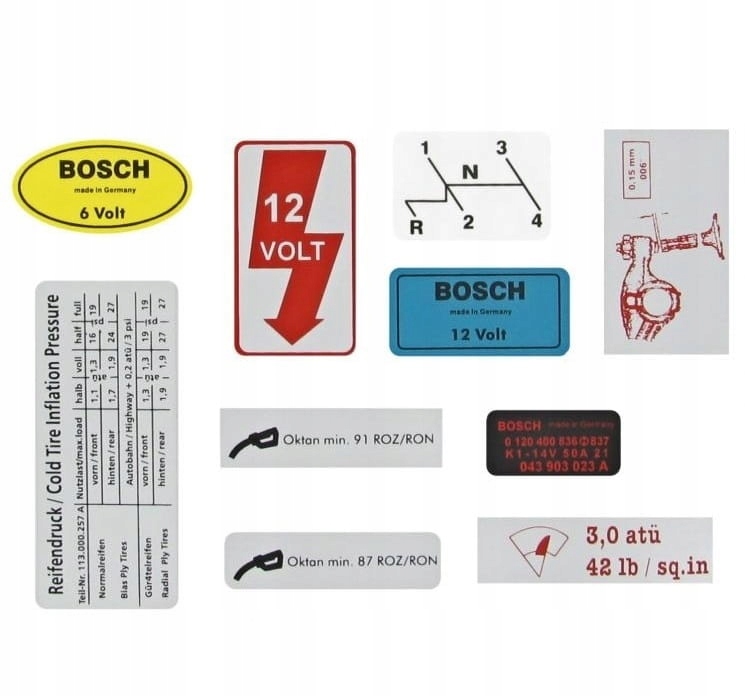 BOSCH
made in Germany
6 Volt
12
VOLT
1 3
N
R 2 4
0.15 mm
.006"
BOSCH
made in Germany
12 Volt
Reifendruck / Cold Tire Inflation Pressure
Teil-Nr. 113.000.257 A Nutzlast/max.load halb voll half full
Normalreifen vorn / front 1,1 1,3 16 19
hinten / rear 1,7 1,9 24 27
Bias Ply Tires Autobahn / Highway + 0,2 atü / 3 psi
Gür4telreifen vorn / front 1,3 1,3 19 19
Radial Ply Tires hinten / rear 1,9 1,9 27 27
Oktan min. 91 ROZ/RON
BOSCH made in Germany
0 120 400 836 837
K1-14V 50A 21
043 903 023 A
Oktan min. 87 ROZ/RON
3,0 atü
42 lb / sq.in